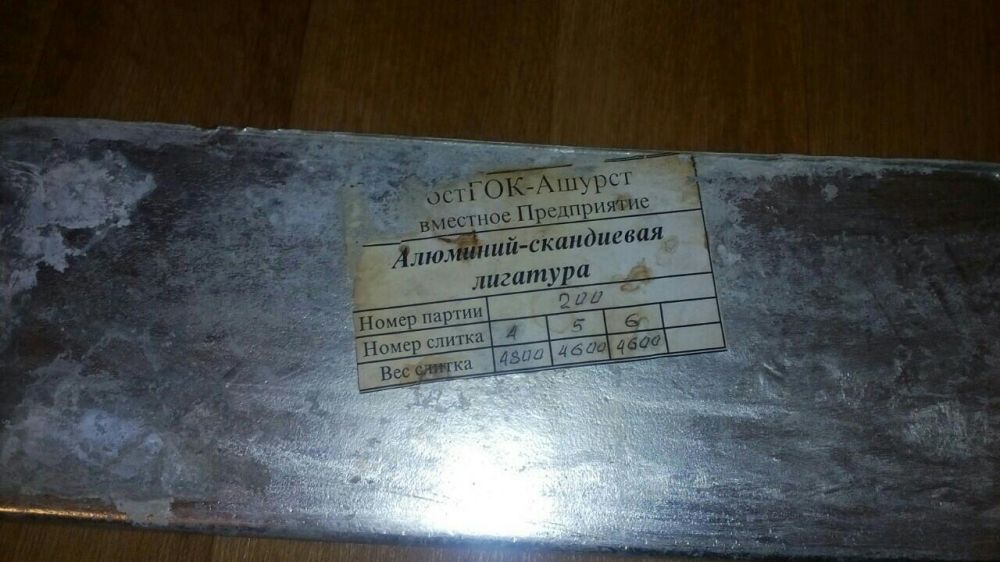 остГОК-Ашурст
вместное Предприятие
Алюминий-скандиевая
лигатура
Номер партии 200
Номер слитка 4 5 6
Вес слитка 4800 4600 4600